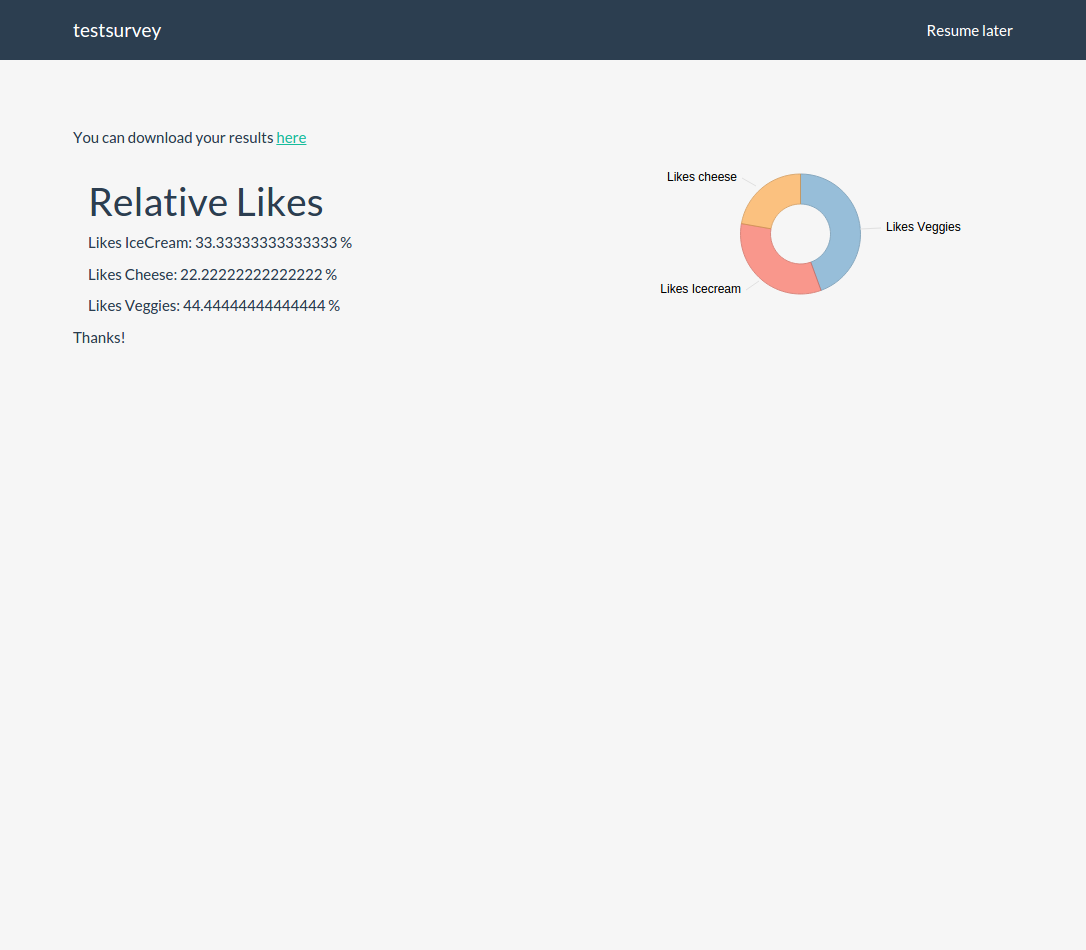 testsurvey
Resume later
You can download your results here
Relative Likes
Likes IceCream: 33.33333333333333 %
Likes Cheese: 22.22222222222222 %
Likes Veggies: 44.44444444444444 %
Thanks!
Likes cheese
Likes Veggies
Likes Icecream